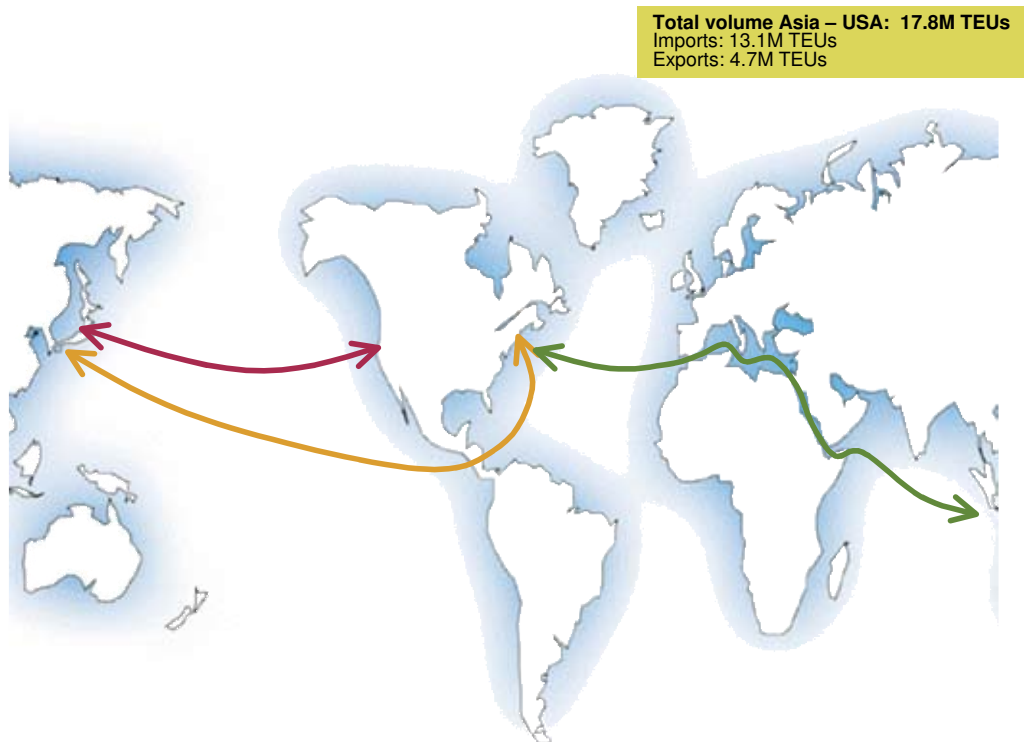 Total volume Asia – USA: 17.8M TEUs
Imports: 13.1M TEUs
Exports: 4.7M TEUs